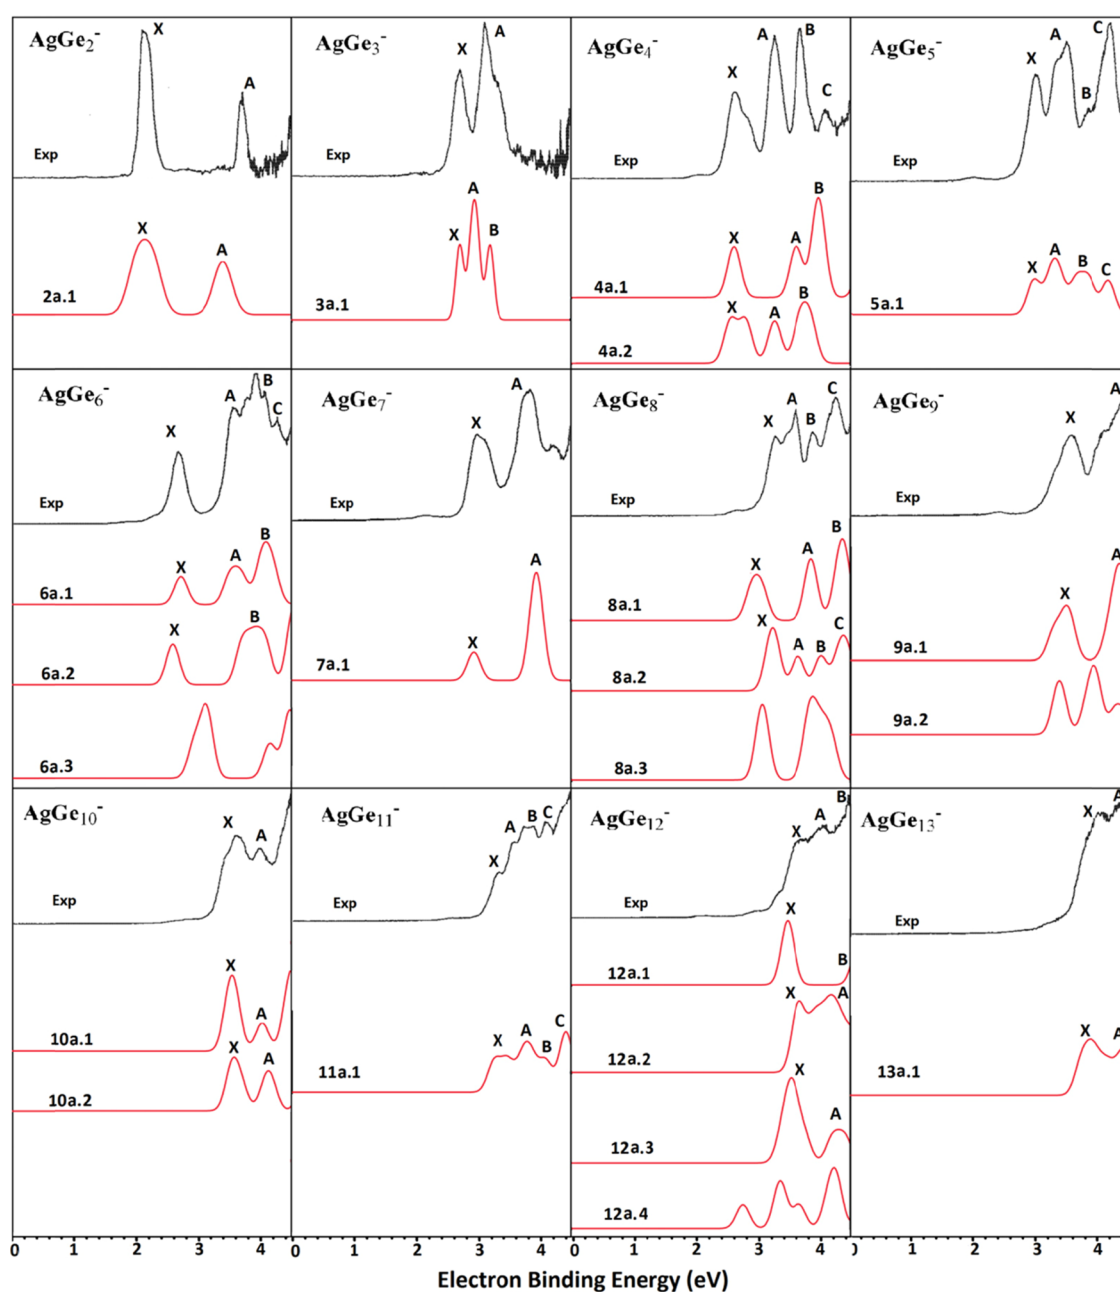 AgGe₂⁻
X
A
Exp
X
A
2a.1
AgGe₃⁻
X
A
Exp
X
A
B
3a.1
AgGe₄⁻
X
A
B
C
Exp
X
A
B
4a.1
X
A
B
4a.2
AgGe₅⁻
X
A
B
C
Exp
X
A
B
C
5a.1
AgGe₆⁻
X
A
B
C
Exp
X
A
B
6a.1
X
B
6a.2
6a.3
AgGe₇⁻
X
A
Exp
X
A
7a.1
AgGe₈⁻
X
A
B
C
Exp
X
A
B
8a.1
X
A
B
C
8a.2
8a.3
AgGe₉⁻
X
A
Exp
X
A
9a.1
9a.2
AgGe₁₀⁻
X
A
Exp
X
A
10a.1
X
A
10a.2
AgGe₁₁⁻
X
A
B
C
Exp
X
A
B
C
11a.1
AgGe₁₂⁻
X
A
B
Exp
X
B
12a.1
X
A
12a.2
X
A
12a.3
12a.4
AgGe₁₃⁻
X
A
Exp
X
A
13a.1
0 1 2 3 4 0 1 2 3 4 0 1 2 3 4 0 1 2 3 4
Electron Binding Energy (eV)